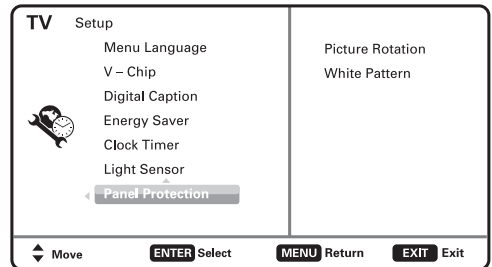 TV Setup
Menu Language
V – Chip
Digital Caption
Energy Saver
Clock Timer
Light Sensor
Panel Protection
Picture Rotation
White Pattern
Move ENTER Select MENU Return EXIT Exit